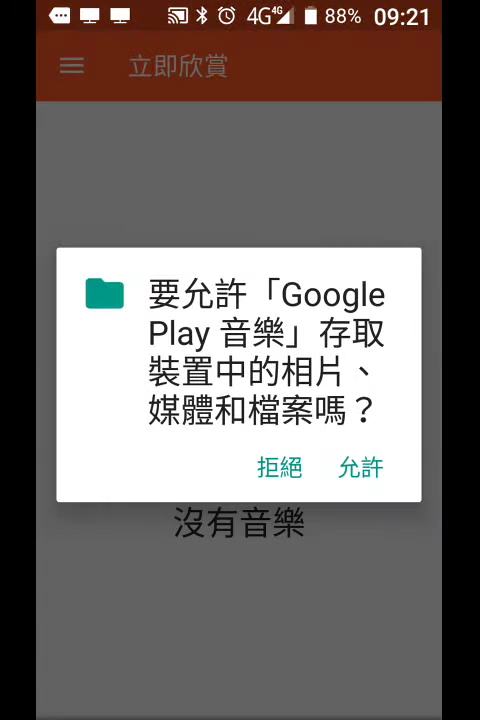 4G 4G 88% 09:21
立即欣賞
要允許「Google
Play 音樂」存取
裝置中的相片、
媒體和檔案嗎？
拒絕 允許
沒有音樂